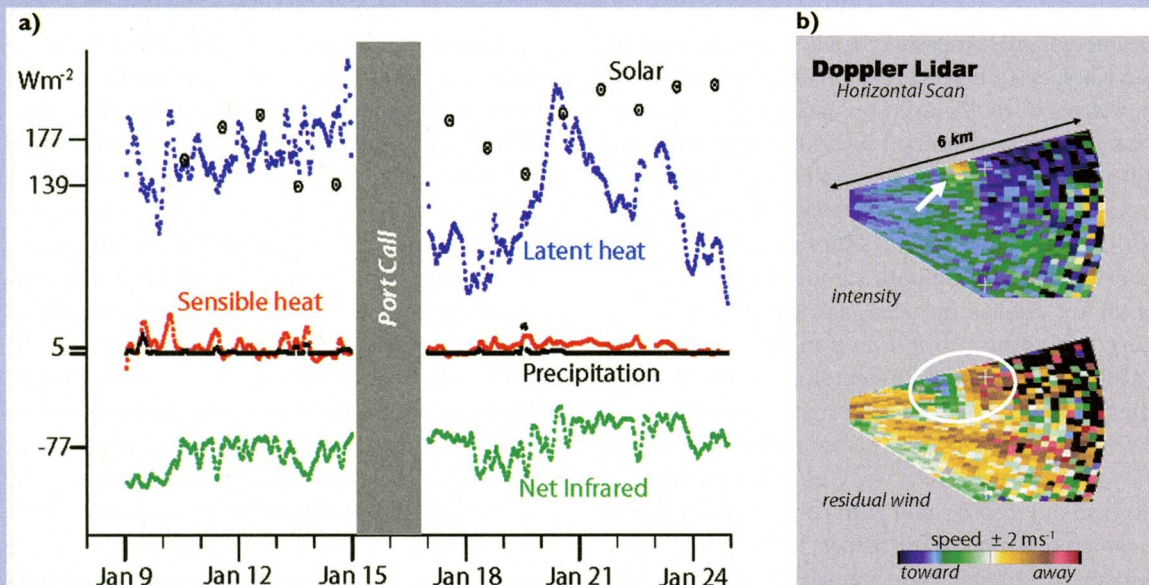 a)
Wm-2
177
139
5
-77
Solar
Latent heat
Sensible heat
Precipitation
Net Infrared
Port Call
Jan 9
Jan 12
Jan 15
Jan 18
Jan 21
Jan 24
b)
Doppler Lidar
Horizontal Scan
6 km
intensity
residual wind
speed ± 2 ms-1
toward away